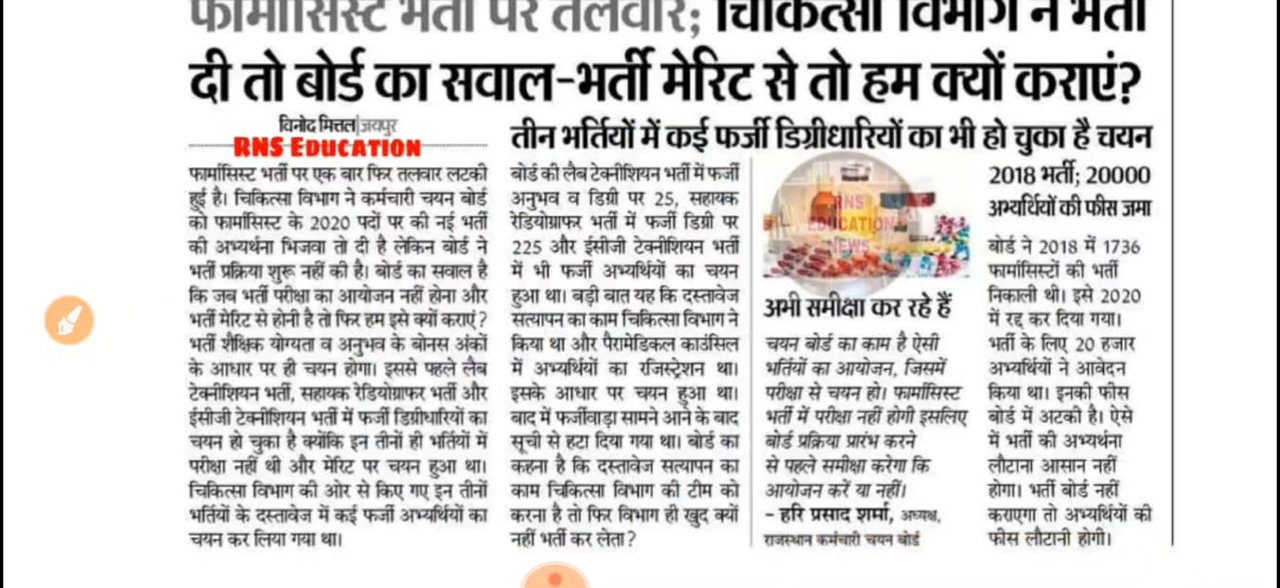 फार्मासिस्ट भर्ती पर तलवार; चिकित्सा विभाग ने भर्ती
दी तो बोर्ड का सवाल-भर्ती मेरिट से तो हम क्यों कराएं?
विनोद मित्तल|जयपुर
RNS EDUCATION
फार्मासिस्ट भर्ती पर एक बार फिर तलवार लटकी
हुई है। चिकित्सा विभाग ने कर्मचारी चयन बोर्ड
को फार्मासिस्ट के 2020 पदों पर की नई भर्ती
की अभ्यर्थना भिजवा तो दी है लेकिन बोर्ड ने
भर्ती प्रक्रिया शुरू नहीं की है। बोर्ड का सवाल है
कि जब भर्ती परीक्षा का आयोजन नहीं होना और
भर्ती मेरिट से होनी है तो फिर हम इसे क्यों कराएं?
भर्ती शैक्षिक योग्यता व अनुभव के बोनस अंकों
के आधार पर ही चयन होगा। इससे पहले लैब
टेक्नीशियन भर्ती, सहायक रेडियोग्राफर भर्ती और
ईसीजी टेक्नीशियन भर्ती में फर्जी डिग्रीधारियों का
चयन हो चुका है क्योंकि इन तीनों ही भर्तियों में
परीक्षा नहीं थी और मेरिट पर चयन हुआ था।
चिकित्सा विभाग की ओर से किए गए इन तीनों
भर्तियों के दस्तावेज में कई फर्जी अभ्यर्थियों का
चयन कर लिया गया था।
तीन भर्तियों में कई फर्जी डिग्रीधारियों का भी हो चुका है चयन
बोर्ड की लैब टेक्नीशियन भर्ती में फर्जी
अनुभव व डिग्री पर 25, सहायक
रेडियोग्राफर भर्ती में फर्जी डिग्री पर
225 और ईसीजी टेक्नीशियन भर्ती
में भी फर्जी अभ्यर्थियों का चयन
हुआ था। बड़ी बात यह कि दस्तावेज
सत्यापन का काम चिकित्सा विभाग ने
किया था और पैरामेडिकल काउंसिल
में अभ्यर्थियों का रजिस्ट्रेशन था।
इसके आधार पर चयन हुआ था।
बाद में फर्जीवाड़ा सामने आने के बाद
सूची से हटा दिया गया था। बोर्ड का
कहना है कि दस्तावेज सत्यापन का
काम चिकित्सा विभाग की टीम को
करना है तो फिर विभाग ही खुद क्यों
नहीं भर्ती कर लेता?
RNS
EDUCATION
NEWS
अभी समीक्षा कर रहे हैं
चयन बोर्ड का काम है ऐसी
भर्तियों का आयोजन, जिसमें
परीक्षा से चयन हो। फार्मासिस्ट
भर्ती में परीक्षा नहीं होगी इसलिए
बोर्ड प्रक्रिया प्रारंभ करने
से पहले समीक्षा करेगा कि
आयोजन करें या नहीं।
- हरि प्रसाद शर्मा, अध्यक्ष,
राजस्थान कर्मचारी चयन बोर्ड
2018 भर्ती; 20000
अभ्यर्थियों की फीस जमा
बोर्ड ने 2018 में 1736
फार्मासिस्टों की भर्ती
निकाली थी। इसे 2020
में रद्द कर दिया गया।
भर्ती के लिए 20 हजार
अभ्यर्थियों ने आवेदन
किया था। इनकी फीस
बोर्ड में अटकी है। ऐसे
में भर्ती की अभ्यर्थना
लौटाना आसान नहीं
होगा। भर्ती बोर्ड नहीं
कराएगा तो अभ्यर्थियों की
फीस लौटानी होगी।